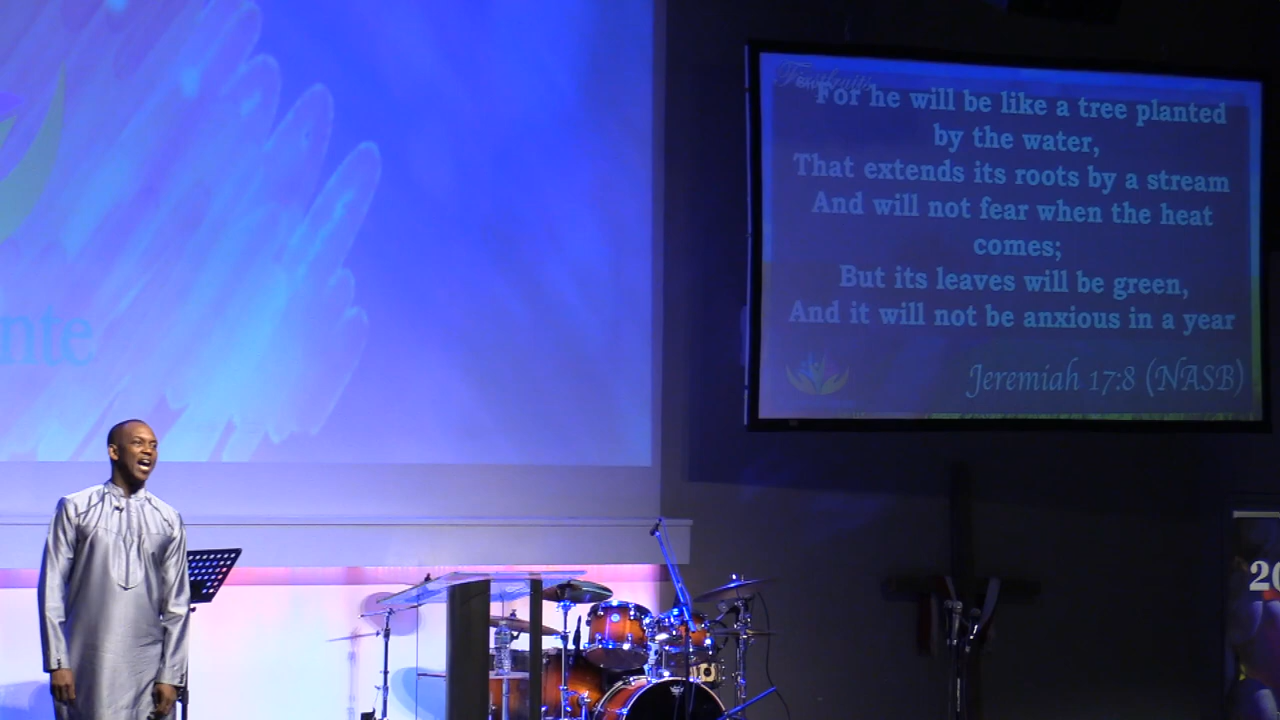 nte
Firstfruits
For he will be like a tree planted
by the water,
That extends its roots by a stream
And will not fear when the heat
comes;
But its leaves will be green,
And it will not be anxious in a year
Jeremiah 17:8 (NASB)
20